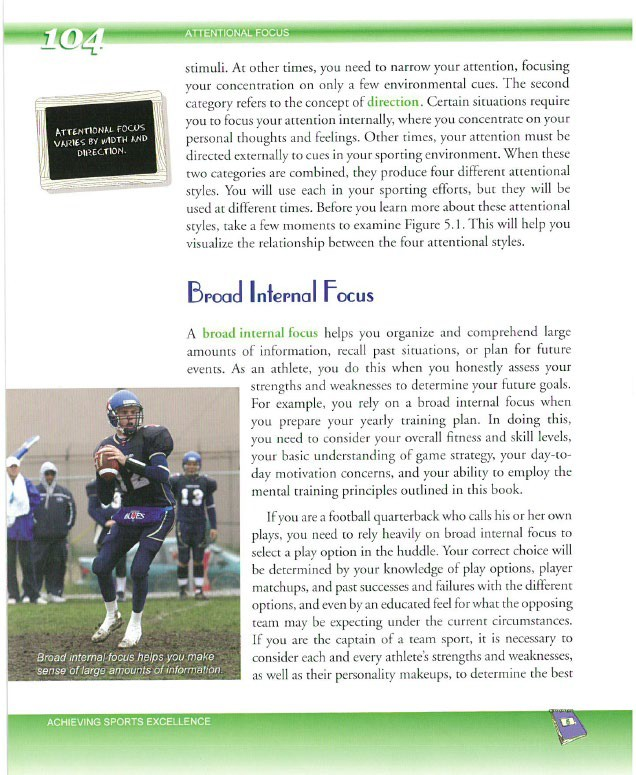 104
ATTENTIONAL FOCUS
stimuli. At other times, you need to narrow your attention, focusing
your concentration on only a few environmental cues. The second
category refers to the concept of direction. Certain situations require
you to focus your attention internally, where you concentrate on your
personal thoughts and feelings. Other times, your attention must be
directed externally to cues in your sporting environment. When these
two categories are combined, they produce four different attentional
styles. You will use each in your sporting efforts, but they will be
used at different times. Before you learn more about these attentional
styles, take a few moments to examine Figure 5.1. This will help you
visualize the relationship between the four attentional styles.
ATTENTIONAL FOCUS
VARIES BY WIDTH AND
DIRECTION.
Broad Internal Focus
A broad internal focus helps you organize and comprehend large
amounts of information, recall past situations, or plan for future
events. As an athlete, you do this when you honestly assess your
strengths and weaknesses to determine your future goals.
For example, you rely on a broad internal focus when
you prepare your yearly training plan. In doing this,
you need to consider your overall fitness and skill levels,
your basic understanding of game strategy, your day-to-
day motivation concerns, and your ability to employ the
mental training principles outlined in this book.
If you are a football quarterback who calls his or her own
plays, you need to rely heavily on broad internal focus to
select a play option in the huddle. Your correct choice will
be determined by your knowledge of play options, player
matchups, and past successes and failures with the different
options, and even by an educated feel for what the opposing
team may be expecting under the current circumstances.
If you are the captain of a team sport, it is necessary to
consider each and every athlete's strengths and weaknesses,
as well as their personality makeups, to determine the best
12
BLUES
13
Broad internal focus helps you make
sense of large amounts of information.
ACHIEVING SPORTS EXCELLENCE